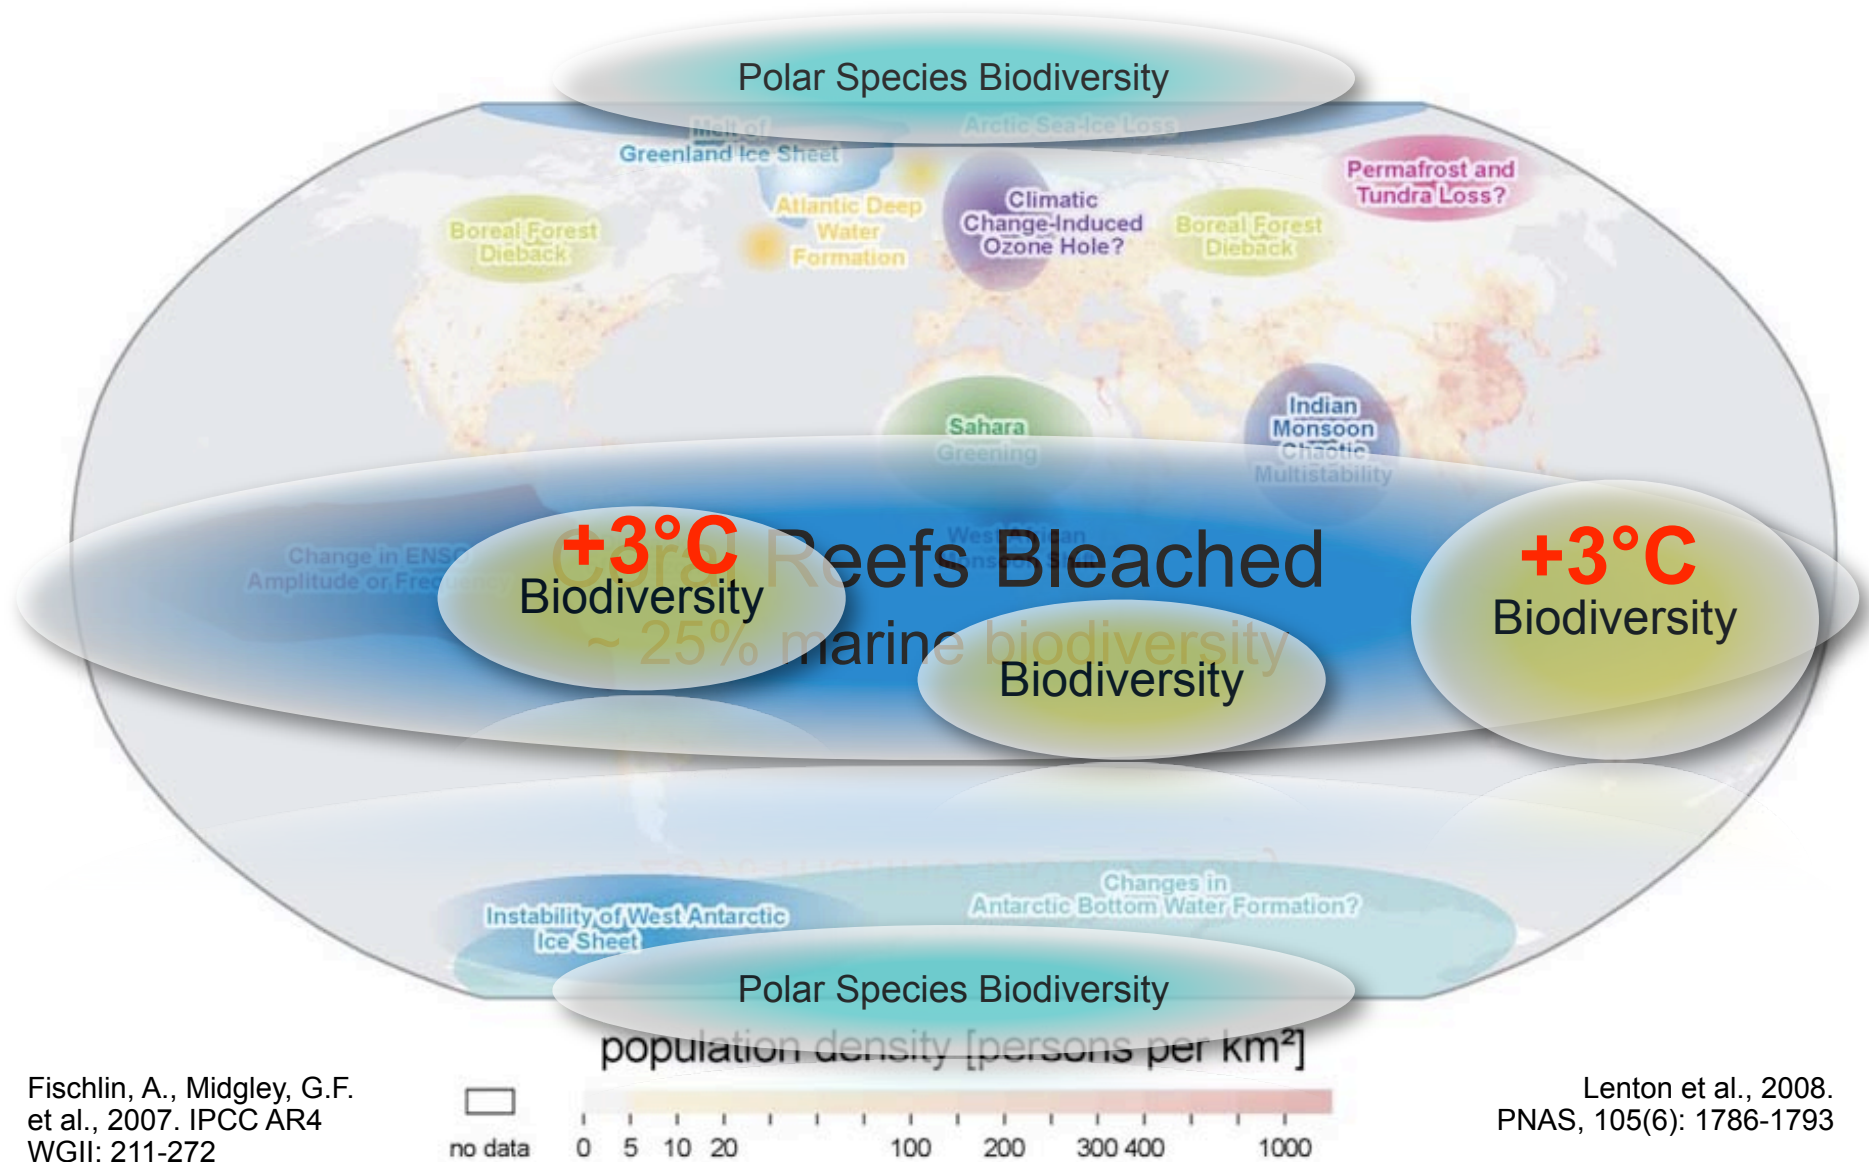 Polar Species Biodiversity
Melt of
Greenland Ice Sheet
Arctic Sea-Ice Loss
Permafrost and
Tundra Loss?
Boreal Forest
Dieback
Atlantic Deep
Water
Formation
Climatic
Change-Induced
Ozone Hole?
Boreal Forest
Dieback
Sahara
Greening
Indian
Monsoon
Chaotic
Multistability
West African
Monsoon Shift
Change in ENSO
Amplitude or Frequency
Coral Reefs Bleached
~ 25% marine biodiversity
+3°C
Biodiversity
Biodiversity
+3°C
Biodiversity
Changes in
Antarctic Bottom Water Formation?
Instability of West Antarctic
Ice Sheet
Polar Species Biodiversity
population density [persons per km²]
no data
0 5 10 20 100 200 300 400 1000
Fischlin, A., Midgley, G.F.
et al., 2007. IPCC AR4
WGII: 211-272
Lenton et al., 2008.
PNAS, 105(6): 1786-1793